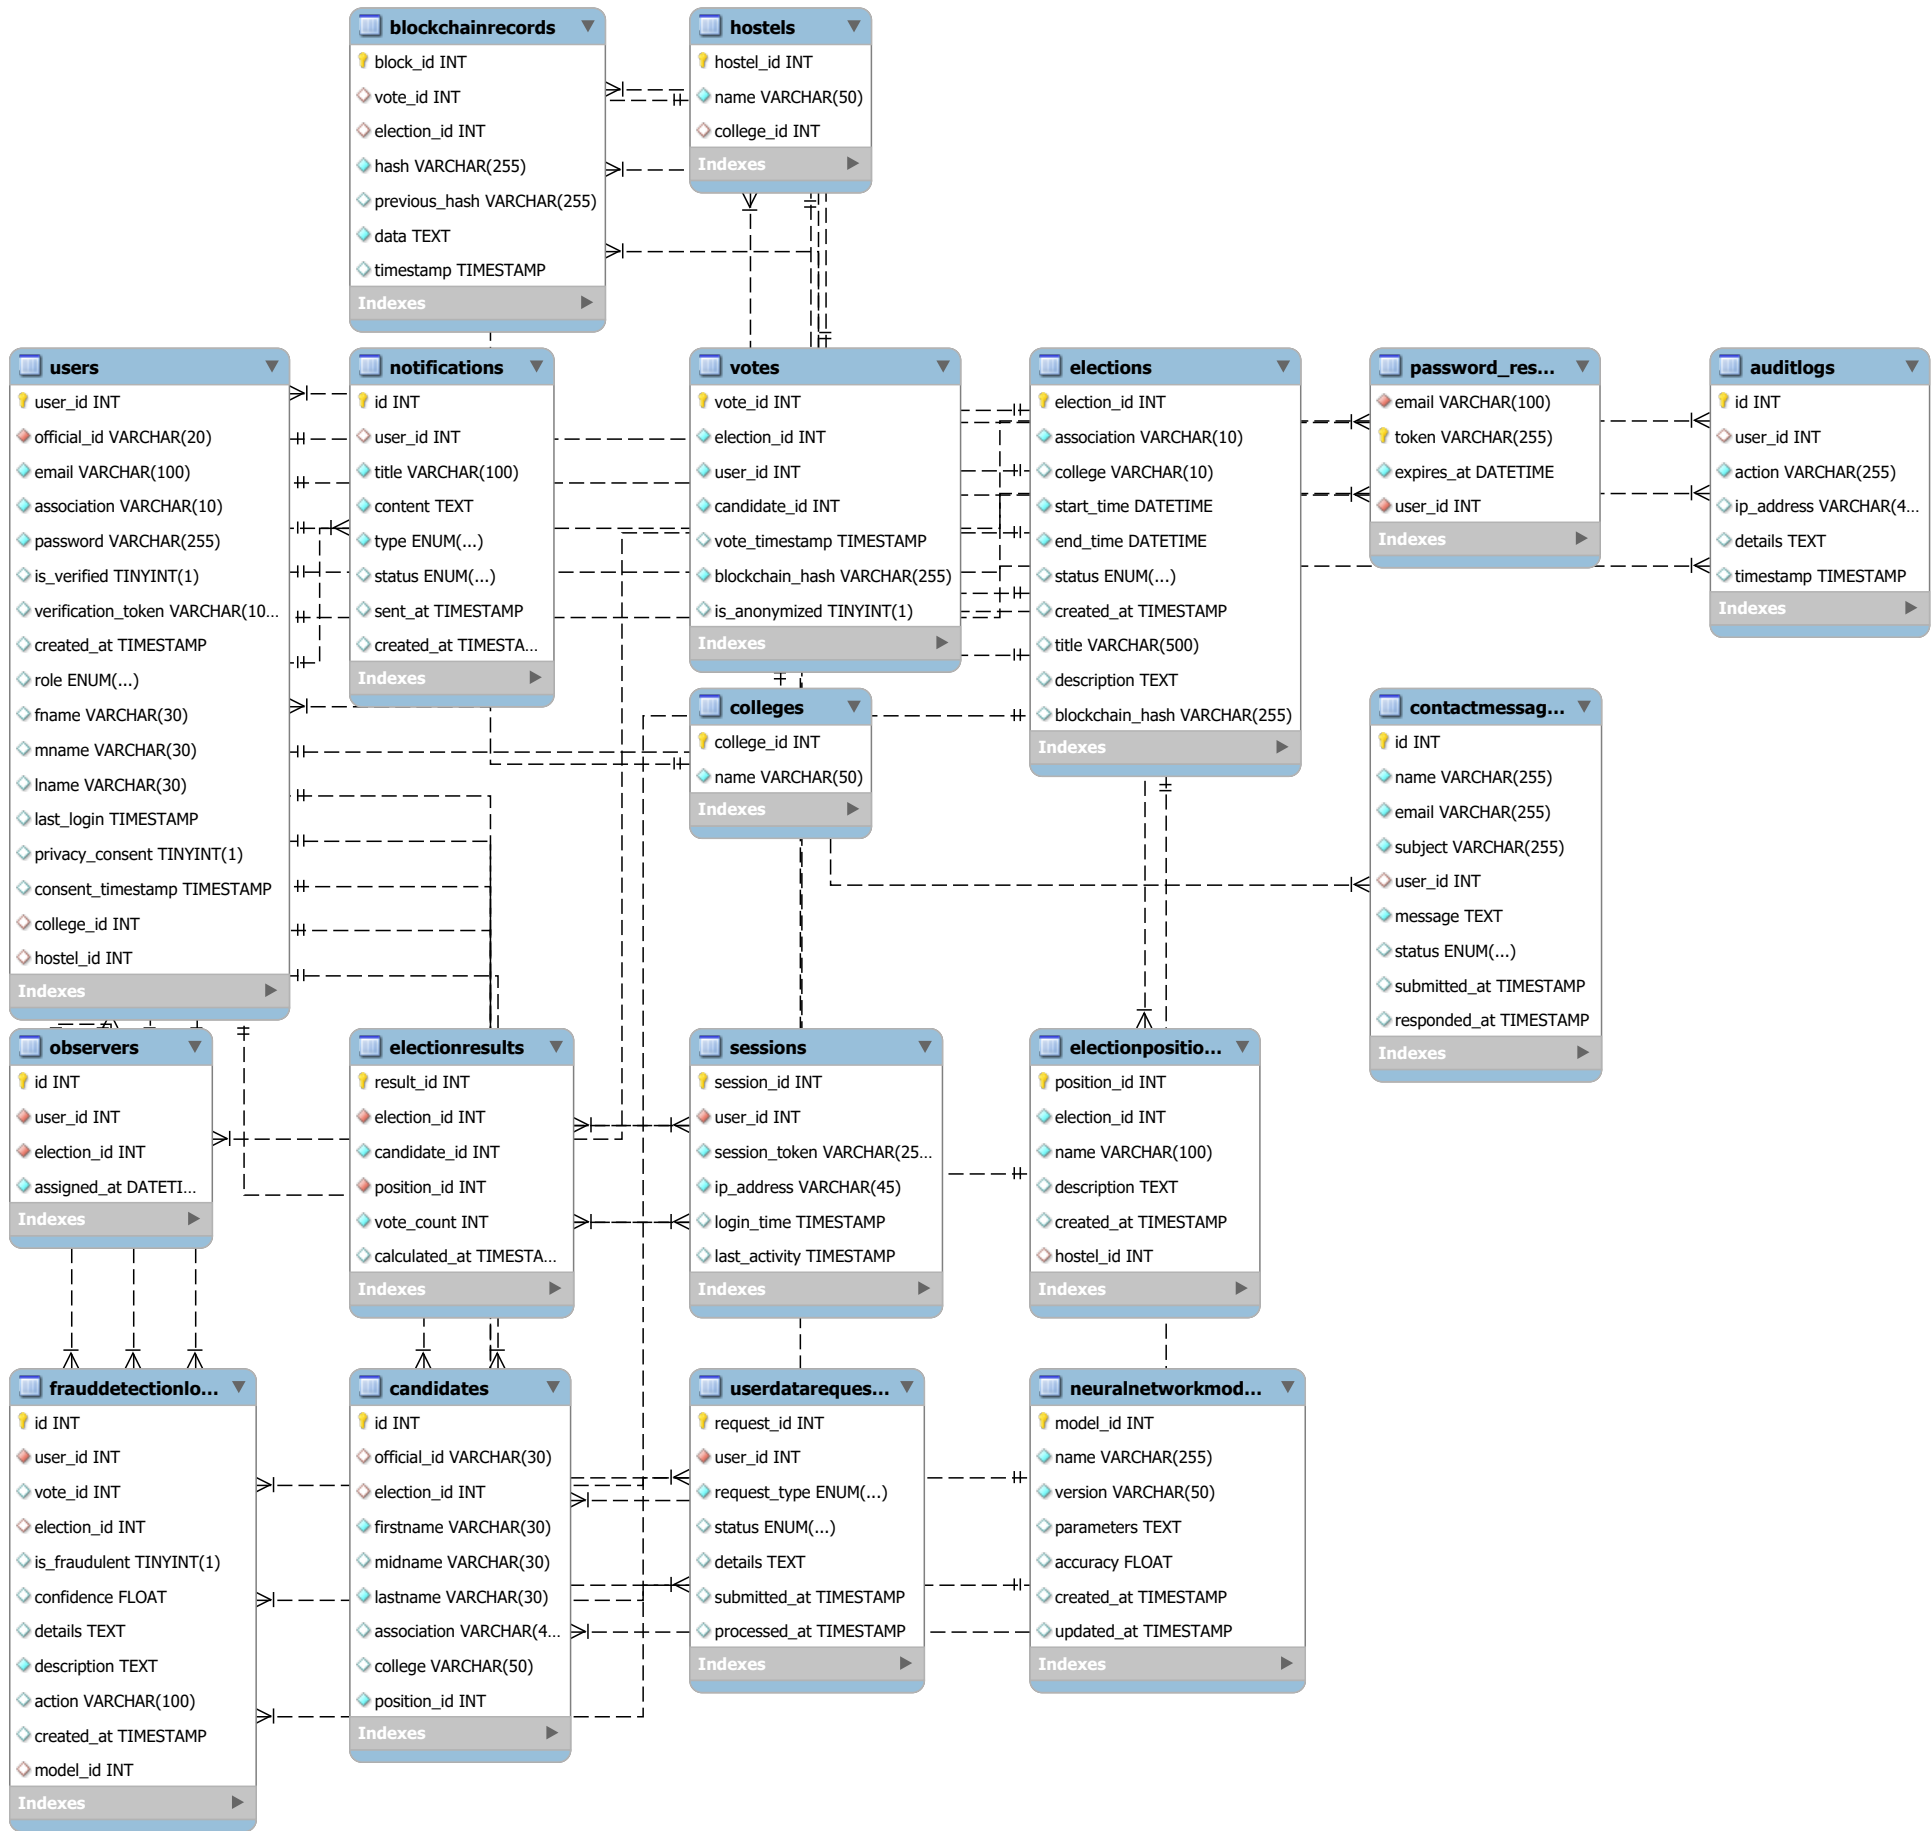 blockchainrecords
block_id INT
vote_id INT
election_id INT
hash VARCHAR(255)
previous_hash VARCHAR(255)
data TEXT
timestamp TIMESTAMP
Indexes
hostels
hostel_id INT
name VARCHAR(50)
college_id INT
Indexes
users
user_id INT
official_id VARCHAR(20)
email VARCHAR(100)
association VARCHAR(10)
password VARCHAR(255)
is_verified TINYINT(1)
verification_token VARCHAR(10...
created_at TIMESTAMP
role ENUM(...)
fname VARCHAR(30)
mname VARCHAR(30)
lname VARCHAR(30)
last_login TIMESTAMP
privacy_consent TINYINT(1)
consent_timestamp TIMESTAMP
college_id INT
hostel_id INT
Indexes
notifications
id INT
user_id INT
title VARCHAR(100)
content TEXT
type ENUM(...)
status ENUM(...)
sent_at TIMESTAMP
created_at TIMESTA...
Indexes
votes
vote_id INT
election_id INT
user_id INT
candidate_id INT
vote_timestamp TIMESTAMP
blockchain_hash VARCHAR(255)
is_anonymized TINYINT(1)
Indexes
elections
election_id INT
association VARCHAR(10)
college VARCHAR(10)
start_time DATETIME
end_time DATETIME
status ENUM(...)
created_at TIMESTAMP
title VARCHAR(500)
description TEXT
blockchain_hash VARCHAR(255)
Indexes
password_res...
email VARCHAR(100)
token VARCHAR(255)
expires_at DATETIME
user_id INT
Indexes
auditlogs
id INT
user_id INT
action VARCHAR(255)
ip_address VARCHAR(4...
details TEXT
timestamp TIMESTAMP
Indexes
colleges
college_id INT
name VARCHAR(50)
Indexes
contactmessag...
id INT
name VARCHAR(255)
email VARCHAR(255)
subject VARCHAR(255)
user_id INT
message TEXT
status ENUM(...)
submitted_at TIMESTAMP
responded_at TIMESTAMP
Indexes
observers
id INT
user_id INT
election_id INT
assigned_at DATETI...
Indexes
electionresults
result_id INT
election_id INT
candidate_id INT
position_id INT
vote_count INT
calculated_at TIMESTA...
Indexes
sessions
session_id INT
user_id INT
session_token VARCHAR(25...
ip_address VARCHAR(45)
login_time TIMESTAMP
last_activity TIMESTAMP
Indexes
electionpositio...
position_id INT
election_id INT
name VARCHAR(100)
description TEXT
created_at TIMESTAMP
hostel_id INT
Indexes
frauddetectionlo...
id INT
user_id INT
vote_id INT
election_id INT
is_fraudulent TINYINT(1)
confidence FLOAT
details TEXT
description TEXT
action VARCHAR(100)
created_at TIMESTAMP
model_id INT
Indexes
candidates
id INT
official_id VARCHAR(30)
election_id INT
firstname VARCHAR(30)
midname VARCHAR(30)
lastname VARCHAR(30)
association VARCHAR(4...
college VARCHAR(50)
position_id INT
Indexes
userdatareques...
request_id INT
user_id INT
request_type ENUM(...)
status ENUM(...)
details TEXT
submitted_at TIMESTAMP
processed_at TIMESTAMP
Indexes
neuralnetworkmod...
model_id INT
name VARCHAR(255)
version VARCHAR(50)
parameters TEXT
accuracy FLOAT
created_at TIMESTAMP
updated_at TIMESTAMP
Indexes